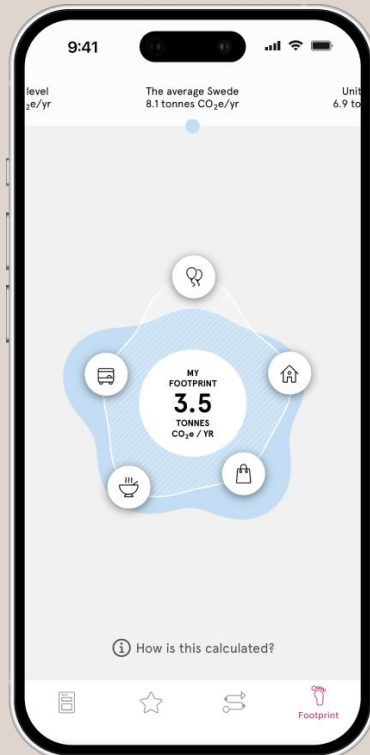 9:41
level
The average Swede
Unit
₂e/yr
8.1 tonnes CO₂e/yr
6.9 to
MY
FOOTPRINT
3.5
TONNES
CO₂e / YR
How is this calculated?
Footprint